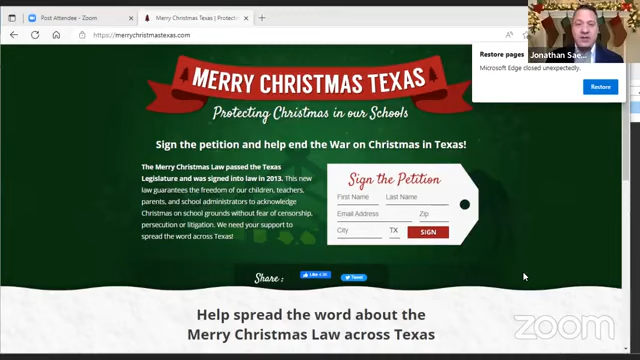 Post Attendee - Zoom
Merry Christmas Texas | Protectin
https://merrychristmastexas.com
Jonathan Sae...
Restore pages
Microsoft Edge closed unexpectedly.
Restore
MERRY CHRISTMAS TEXAS
Protecting Christmas in our Schools
Sign the petition and help end the War on Christmas in Texas!
The Merry Christmas Law passed the Texas
Legislature and was signed into law in 2013. This new
law guarantees the freedom of our children, teachers,
parents, and school administrators to acknowledge
Christmas on school grounds without fear of censorship,
persecution or litigation. We need your support to
spread the word across Texas!
Sign the Petition
First Name
Last Name
Email Address
Zip
City
TX
SIGN
Share:
Like
Tweet
Help spread the word about the
Merry Christmas Law across Texas
zoom